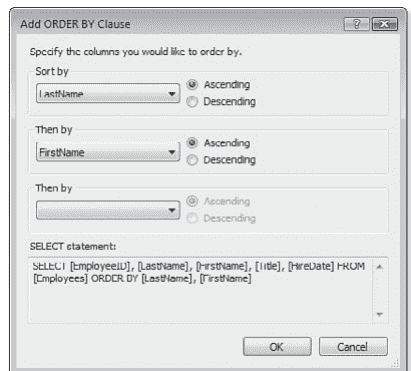 Add ORDER BY Clause
Specify the columns you would like to order by.
Sort by
LastName
Ascending
Descending
Then by
FirstName
Ascending
Descending
Then by
Ascending
Descending
SELECT statement:
SELECT [EmployeeID], [LastName], [FirstName], [Title], [HireDate] FROM
[Employees] ORDER BY [LastName], [FirstName]
OK
Cancel